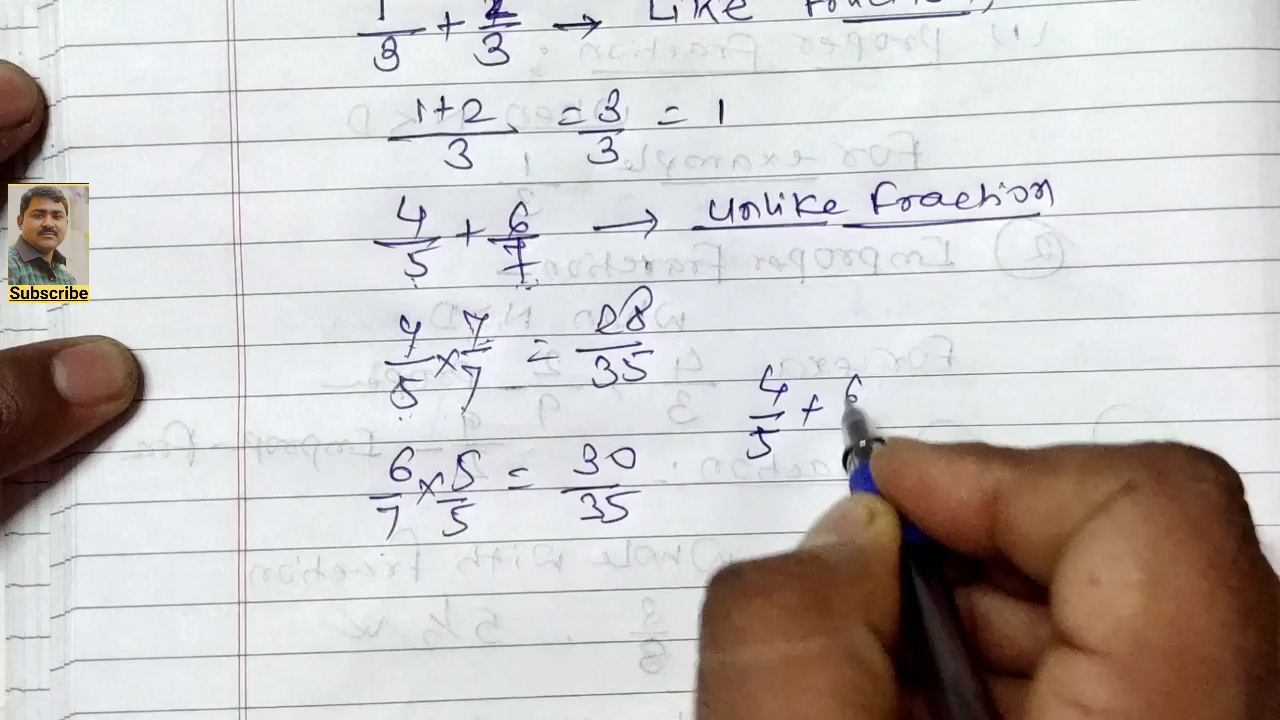 1/3 + 2/3 → Like fraction
(1+2)/3 = 3/3 = 1
4/5 + 6/7 → Unlike fraction
4/5 × 7/7 = 28/35
4/5 + 6
6/7 × 5/5 = 30/35
Subscribe